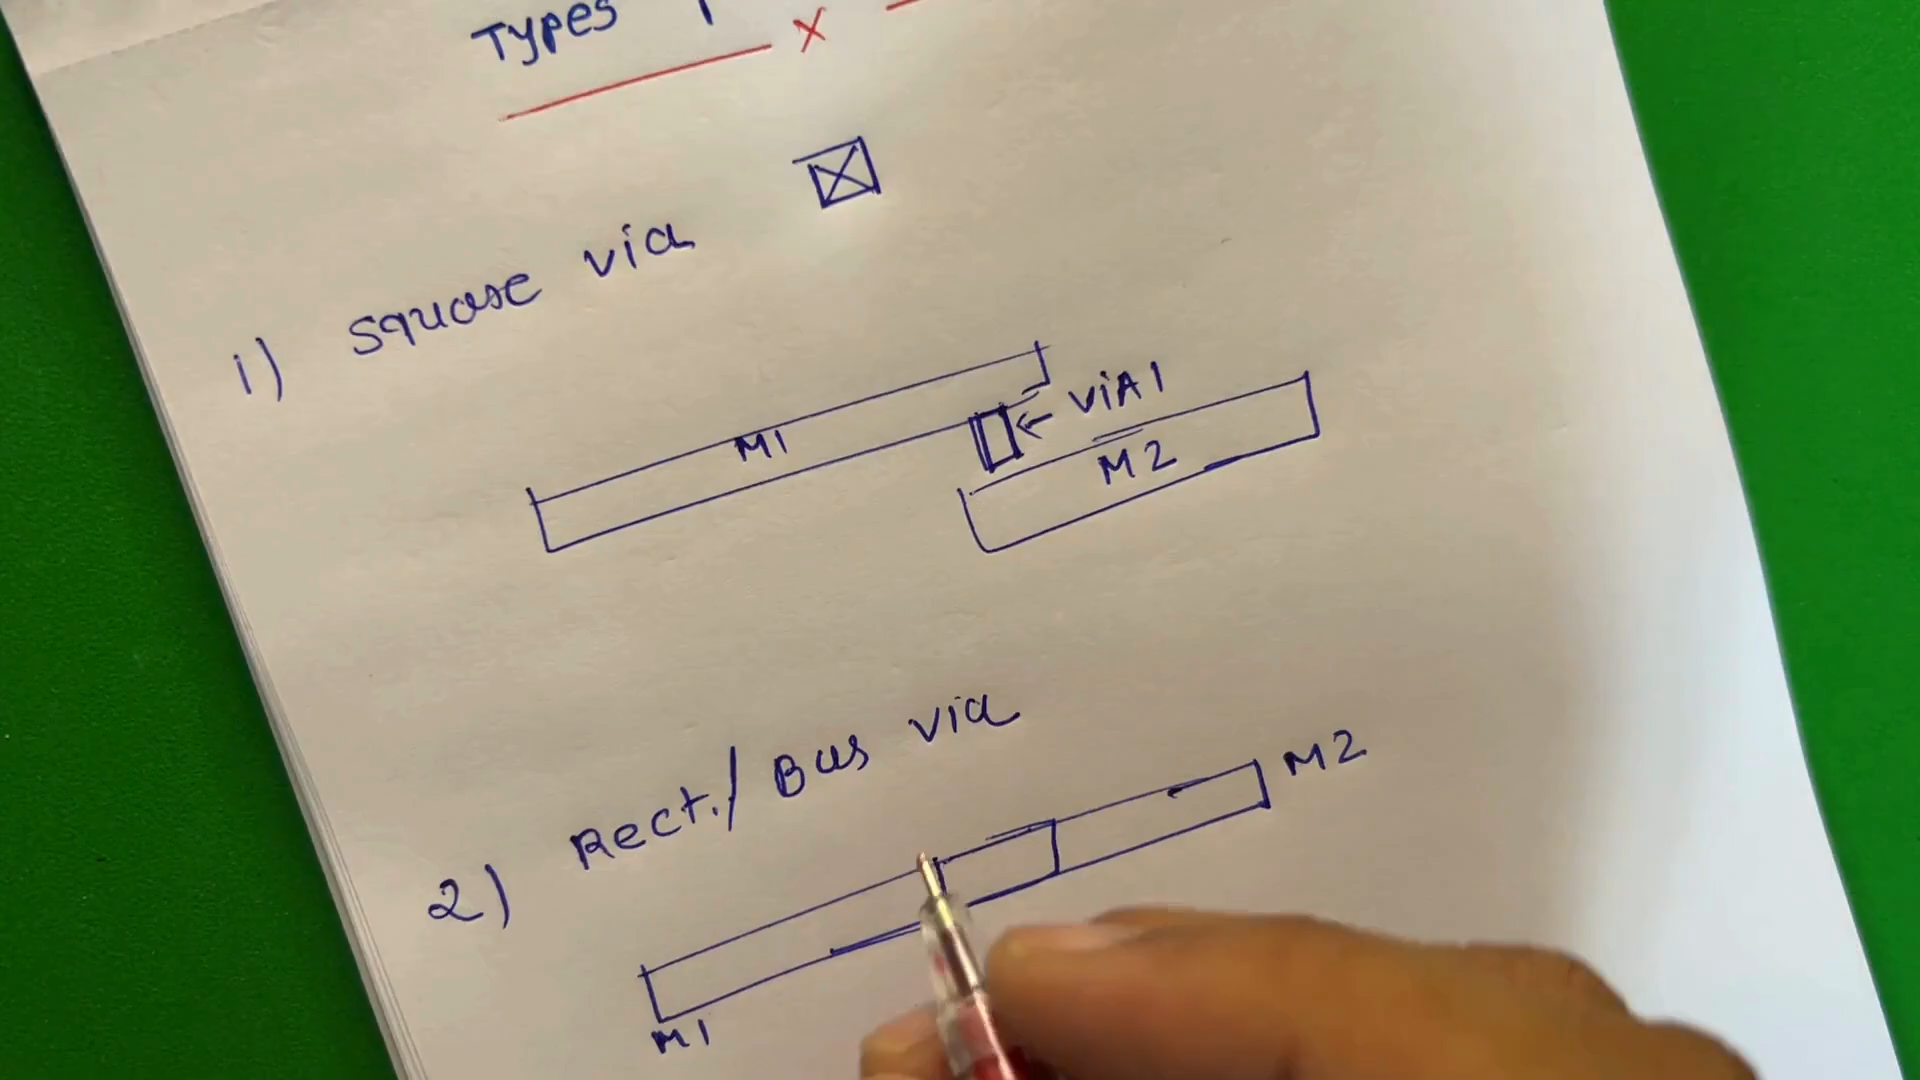 Types
1) Square via
M1
← VIA1
M2
2) Rect./Bus via
M2
M1